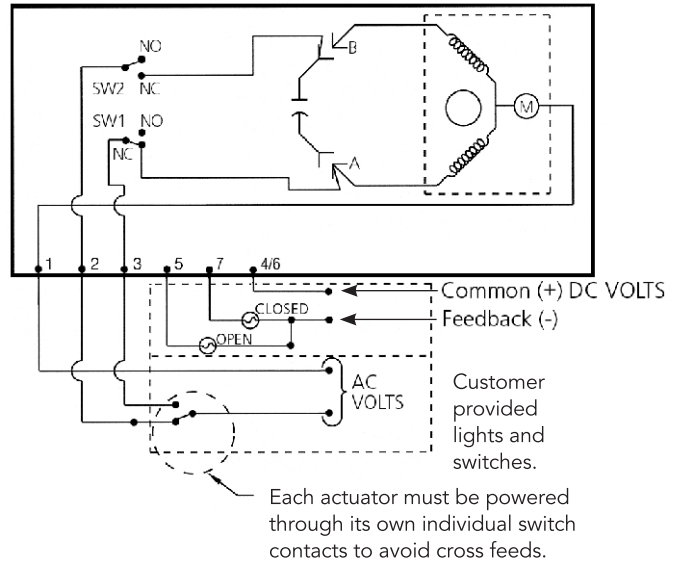 NO
B
SW2 NC
M
SW1 NO
NC
A
1 2 3 5 7 4/6
Common (+) DC VOLTS
CLOSED
Feedback (-)
OPEN
AC
VOLTS
Customer
provided
lights and
switches.
Each actuator must be powered
through its own individual switch
contacts to avoid cross feeds.